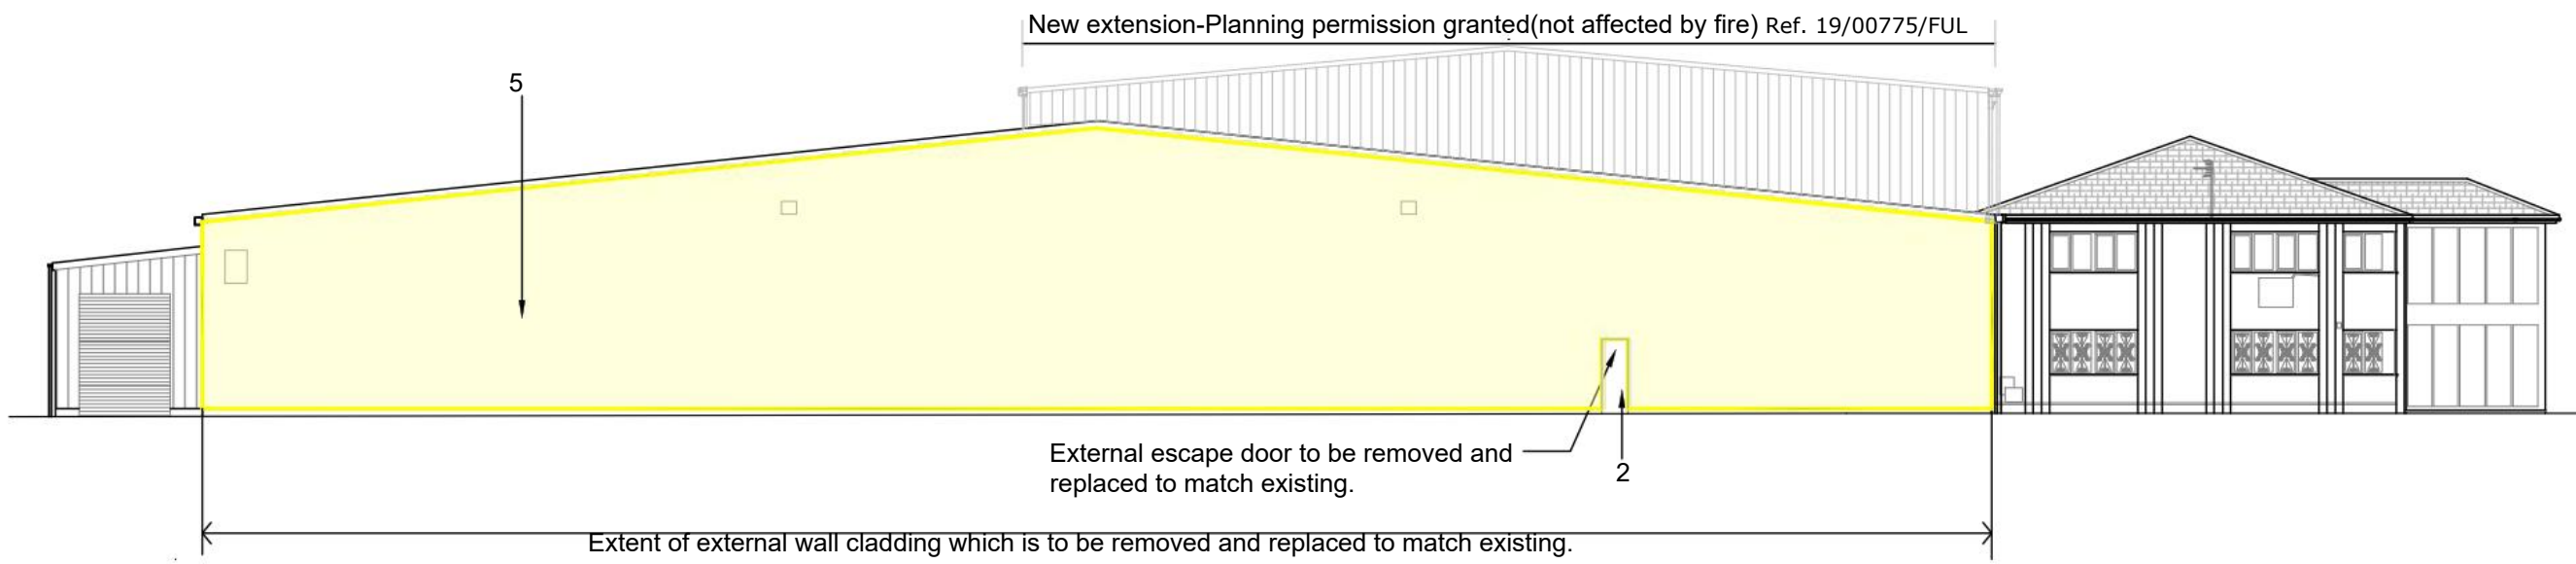 New extension-Planning permission granted(not affected by fire) Ref. 19/00775/FUL
5
External escape door to be removed and
replaced to match existing.
2
Extent of external wall cladding which is to be removed and replaced to match existing.